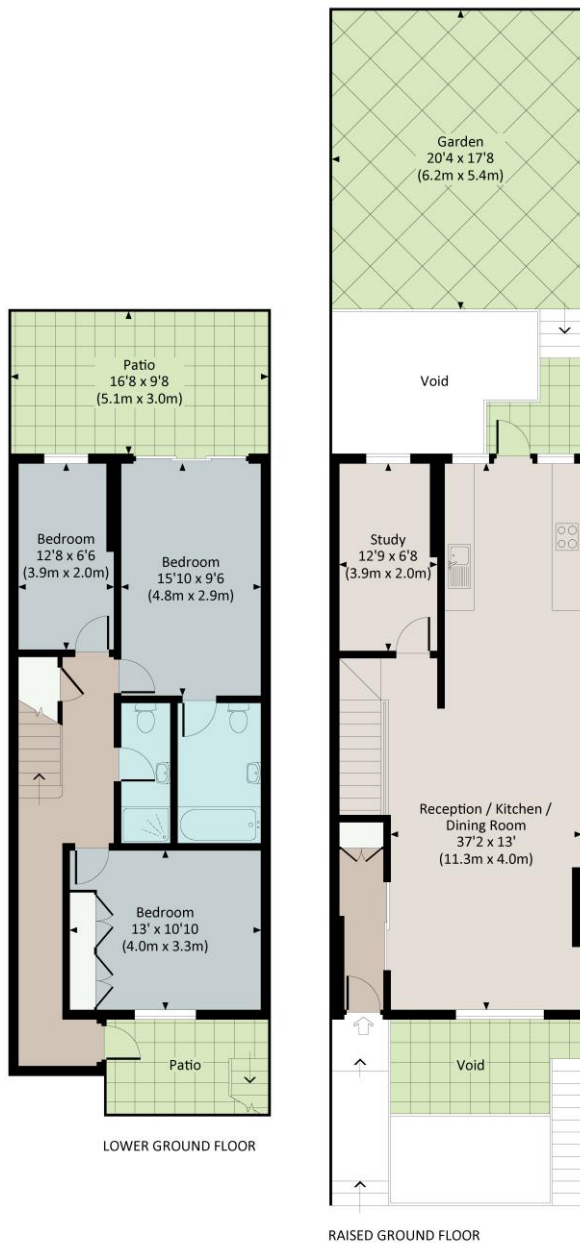 Garden
20'4 x 17'8
(6.2m x 5.4m)
Patio
16'8 x 9'8
(5.1m x 3.0m)
Void
Bedroom
12'8 x 6'6
(3.9m x 2.0m)
Bedroom
15'10 x 9'6
(4.8m x 2.9m)
Study
12'9 x 6'8
(3.9m x 2.0m)
Reception / Kitchen /
Dining Room
37'2 x 13'
(11.3m x 4.0m)
Bedroom
13' x 10'10
(4.0m x 3.3m)
Patio
Void
LOWER GROUND FLOOR
RAISED GROUND FLOOR